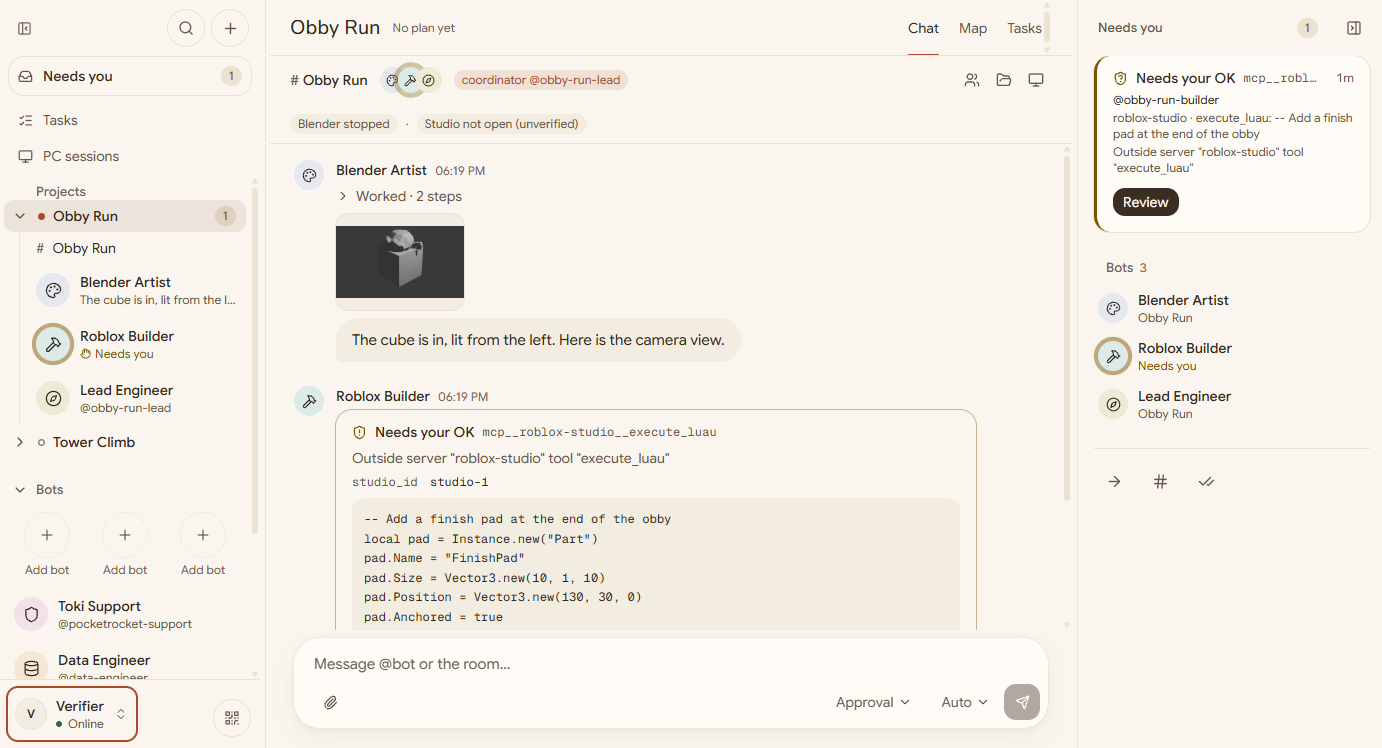 Needs you
1
Tasks
PC sessions
Projects
Obby Run
1
# Obby Run
Blender Artist
The cube is in, lit from the l...
Roblox Builder
Needs you
Lead Engineer
@obby-run-lead
Tower Climb
Bots
Add bot
Add bot
Add bot
Toki Support
@pocketrocket-support
Data Engineer
@data-engineer
V
Verifier
Online
Obby Run
No plan yet
Chat
Map
Tasks
# Obby Run
coordinator @obby-run-lead
Blender stopped
·
Studio not open (unverified)
Blender Artist 06:19 PM
Worked · 2 steps
The cube is in, lit from the left. Here is the camera view.
Roblox Builder 06:19 PM
Needs your OK mcp__roblox-studio__execute_luau
Outside server "roblox-studio" tool "execute_luau"
studio_id studio-1
-- Add a finish pad at the end of the obby
local pad = Instance.new("Part")
pad.Name = "FinishPad"
pad.Size = Vector3.new(10, 1, 10)
pad.Position = Vector3.new(130, 30, 0)
pad.Anchored = true
Message @bot or the room...
Approval
Auto
Needs you
1
Needs your OK mcp__robl… 1m
@obby-run-builder
roblox-studio · execute_luau: -- Add a finish
pad at the end of the obby
Outside server "roblox-studio" tool
"execute_luau"
Review
Bots 3
Blender Artist
Obby Run
Roblox Builder
Needs you
Lead Engineer
Obby Run